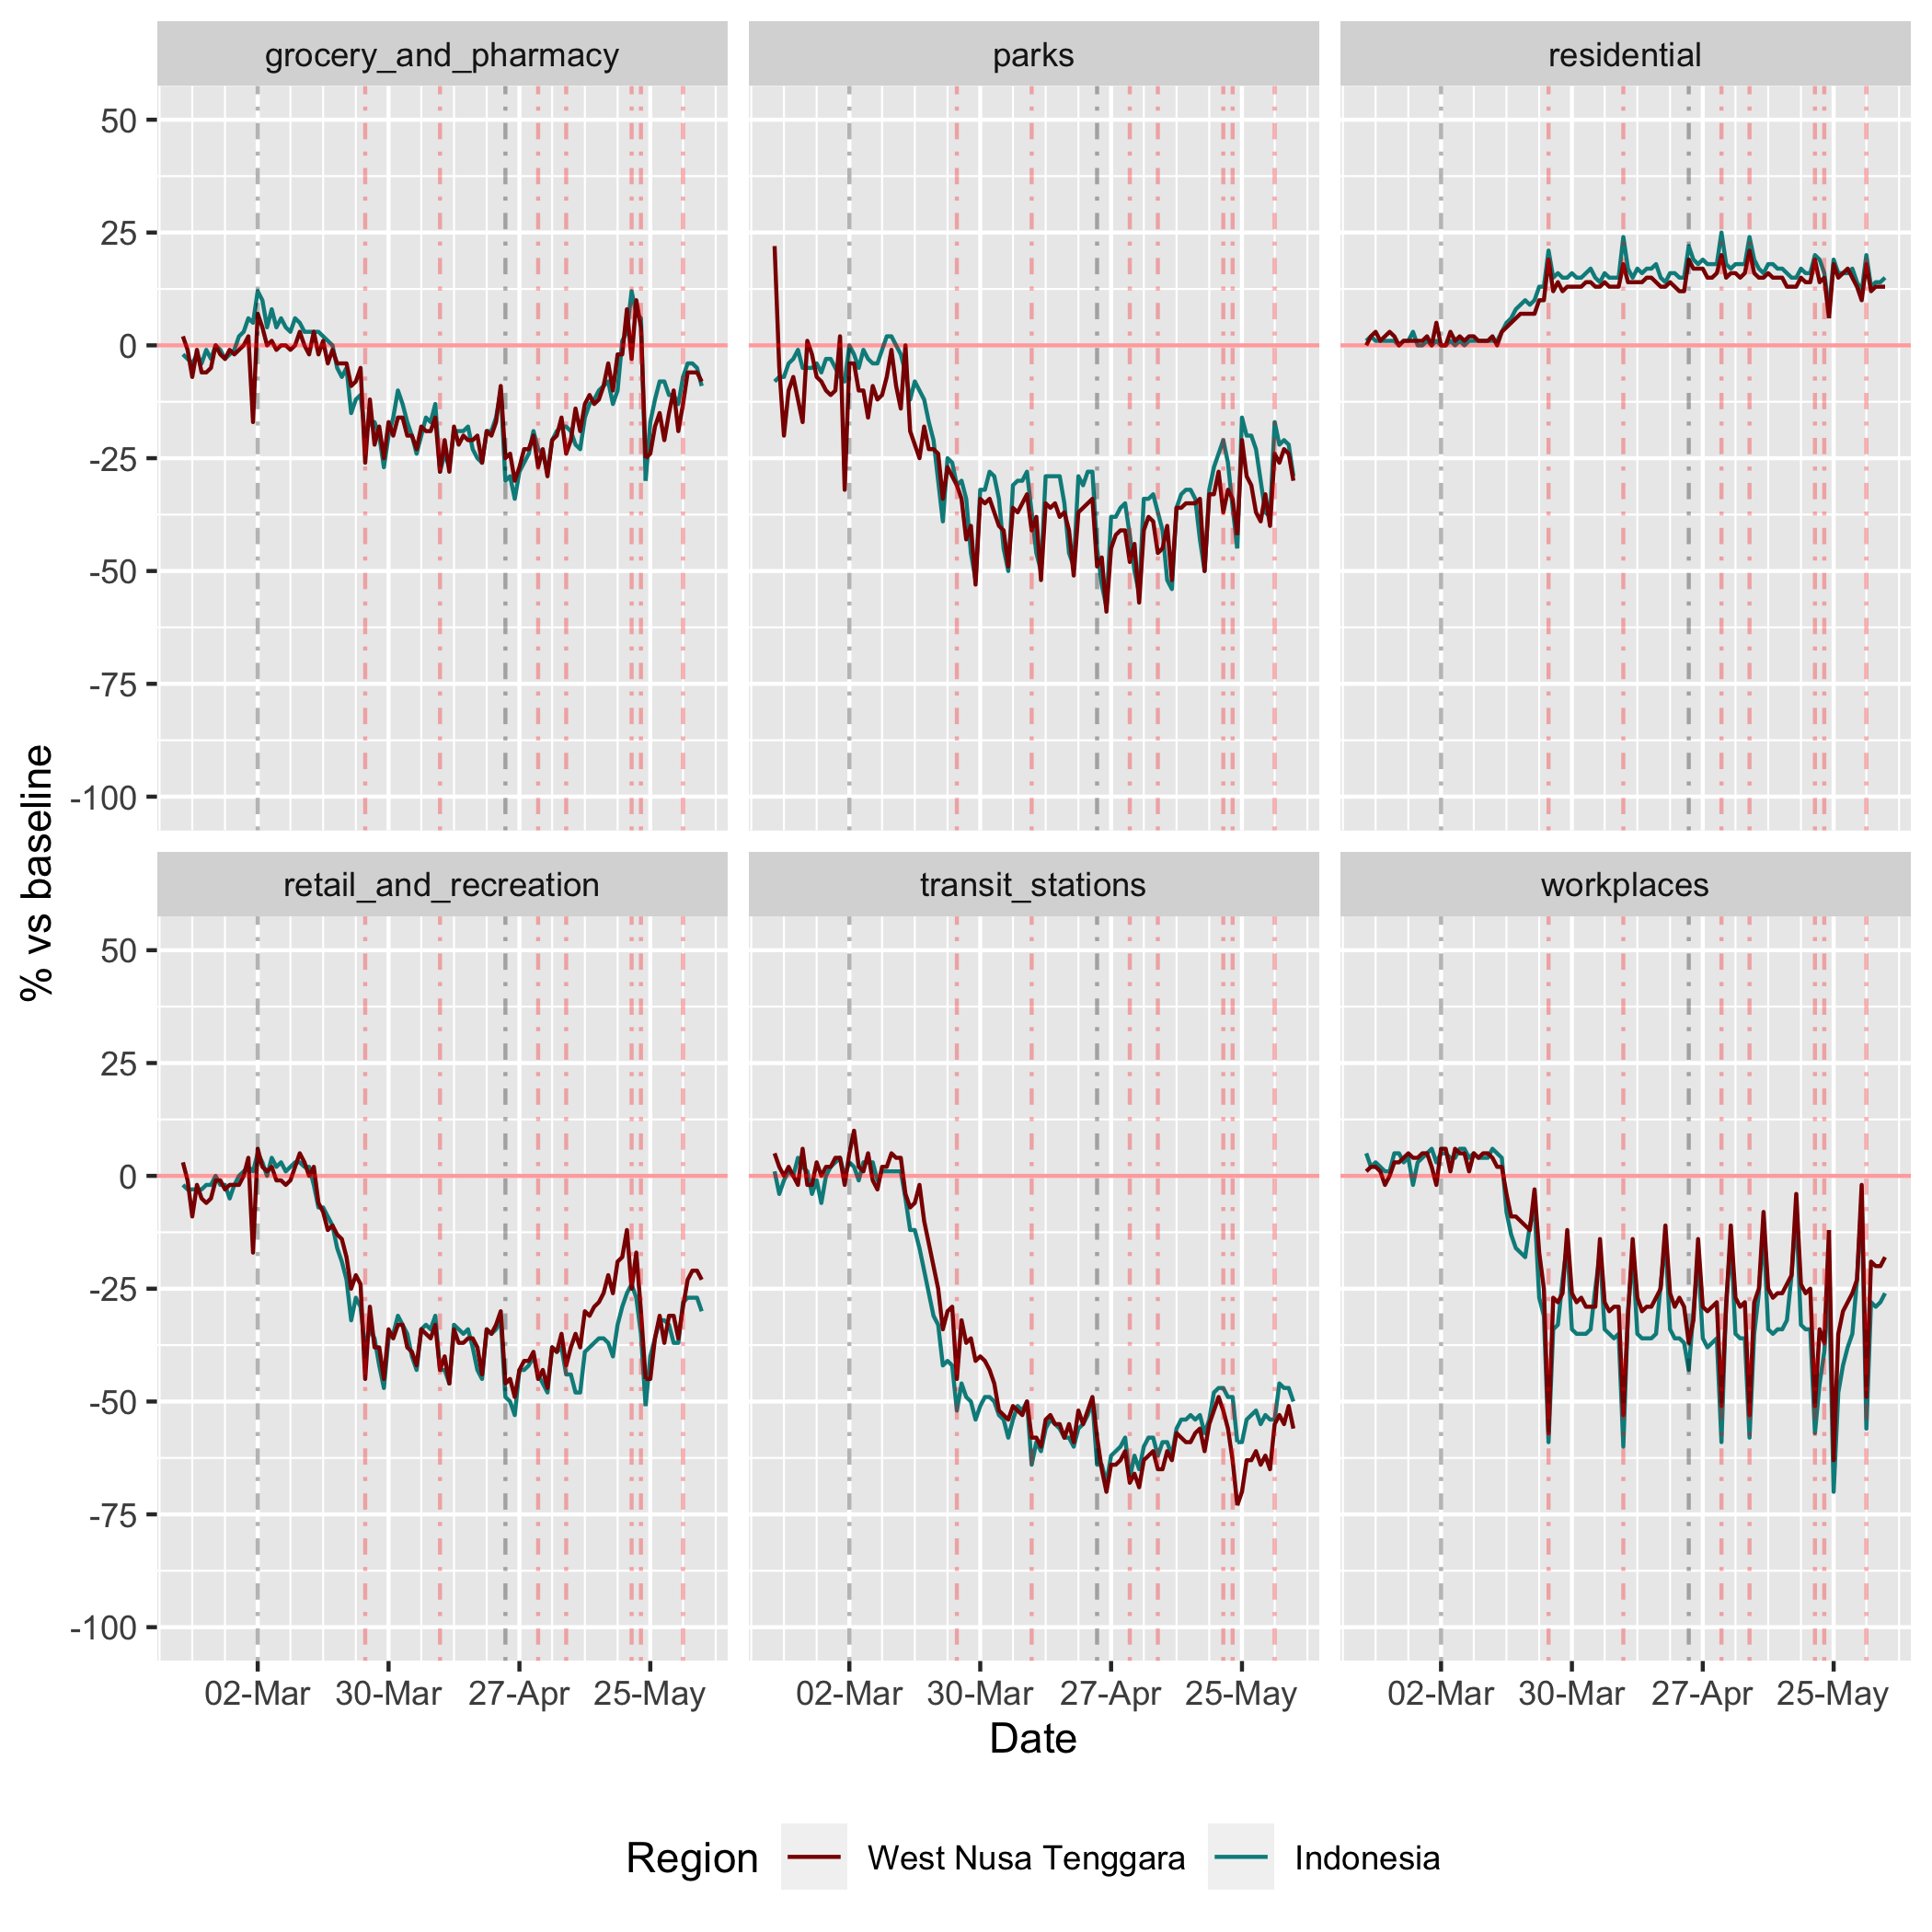 grocery_and_pharmacy
parks
residential
50
25
0
-25
-50
-75
-100
% vs baseline
retail_and_recreation
transit_stations
workplaces
50
25
0
-25
-50
-75
-100
02-Mar 30-Mar 27-Apr 25-May
02-Mar 30-Mar 27-Apr 25-May
02-Mar 30-Mar 27-Apr 25-May
Date
Region West Nusa Tenggara Indonesia